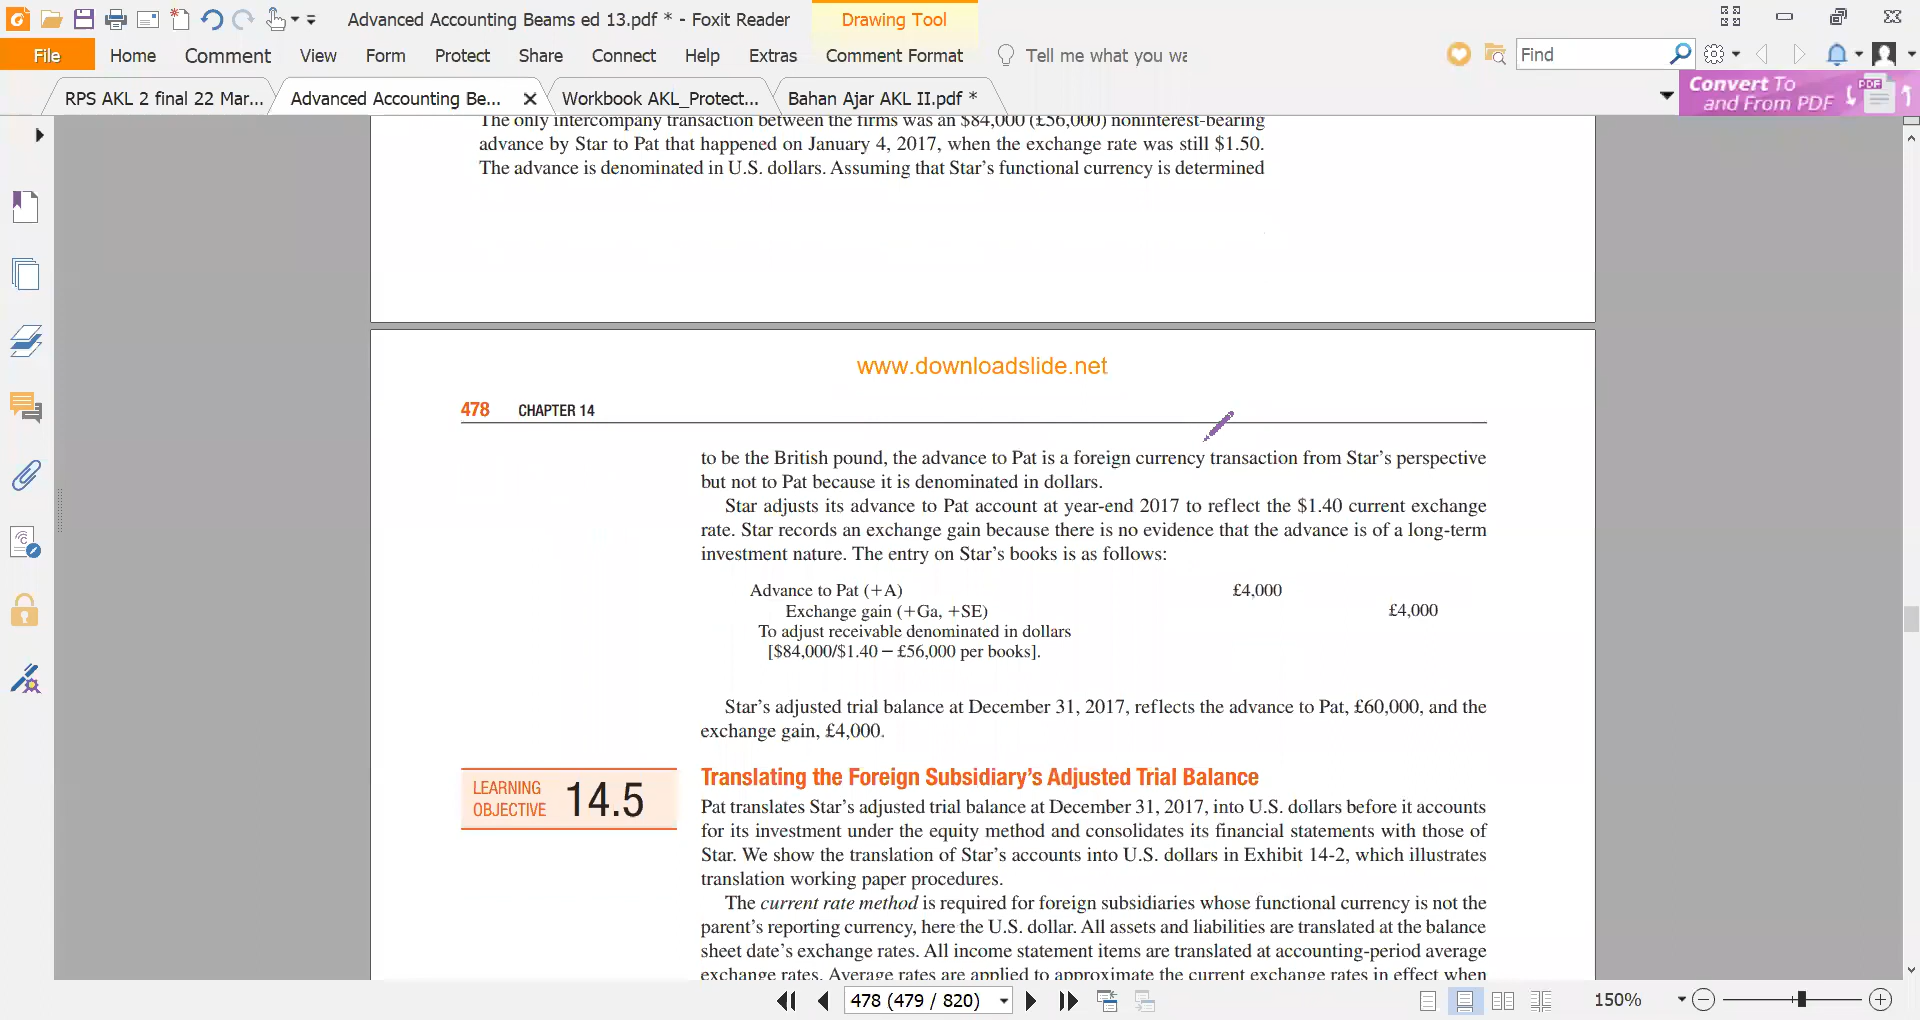 Advanced Accounting Beams ed 13.pdf * - Foxit Reader
Drawing Tool
File Home Comment View Form Protect Share Connect Help Extras Comment Format Tell me what you wa Find
RPS AKL 2 final 22 Mar... Advanced Accounting Be... Workbook AKL_Protect... Bahan Ajar AKL II.pdf *
Convert To
and From PDF
PDF
The only intercompany transaction between the firms was an $84,000 (£56,000) noninterest-bearing
advance by Star to Pat that happened on January 4, 2017, when the exchange rate was still $1.50.
The advance is denominated in U.S. dollars. Assuming that Star's functional currency is determined
www.downloadslide.net
478 CHAPTER 14
to be the British pound, the advance to Pat is a foreign currency transaction from Star's perspective
but not to Pat because it is denominated in dollars.
Star adjusts its advance to Pat account at year-end 2017 to reflect the $1.40 current exchange
rate. Star records an exchange gain because there is no evidence that the advance is of a long-term
investment nature. The entry on Star's books is as follows:
Advance to Pat (+A) £4,000
Exchange gain (+Ga, +SE) £4,000
To adjust receivable denominated in dollars
[$84,000/$1.40 − £56,000 per books].
Star's adjusted trial balance at December 31, 2017, reflects the advance to Pat, £60,000, and the
exchange gain, £4,000.
LEARNING
OBJECTIVE 14.5
Translating the Foreign Subsidiary's Adjusted Trial Balance
Pat translates Star's adjusted trial balance at December 31, 2017, into U.S. dollars before it accounts
for its investment under the equity method and consolidates its financial statements with those of
Star. We show the translation of Star's accounts into U.S. dollars in Exhibit 14-2, which illustrates
translation working paper procedures.
The current rate method is required for foreign subsidiaries whose functional currency is not the
parent's reporting currency, here the U.S. dollar. All assets and liabilities are translated at the balance
sheet date's exchange rates. All income statement items are translated at accounting-period average
exchange rates. Average rates are applied to approximate the current exchange rates in effect when
478 (479 / 820)
150%